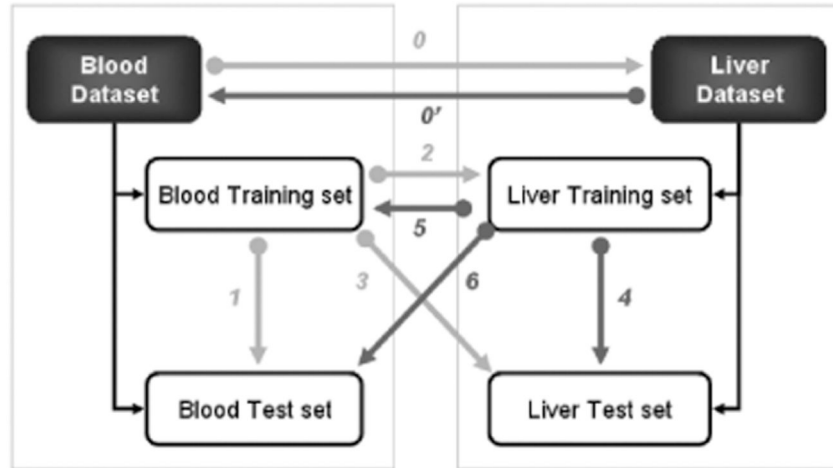 0
Blood
Dataset
Liver
Dataset
0'
2
Blood Training set
Liver Training set
5
1
3
6
4
Blood Test set
Liver Test set